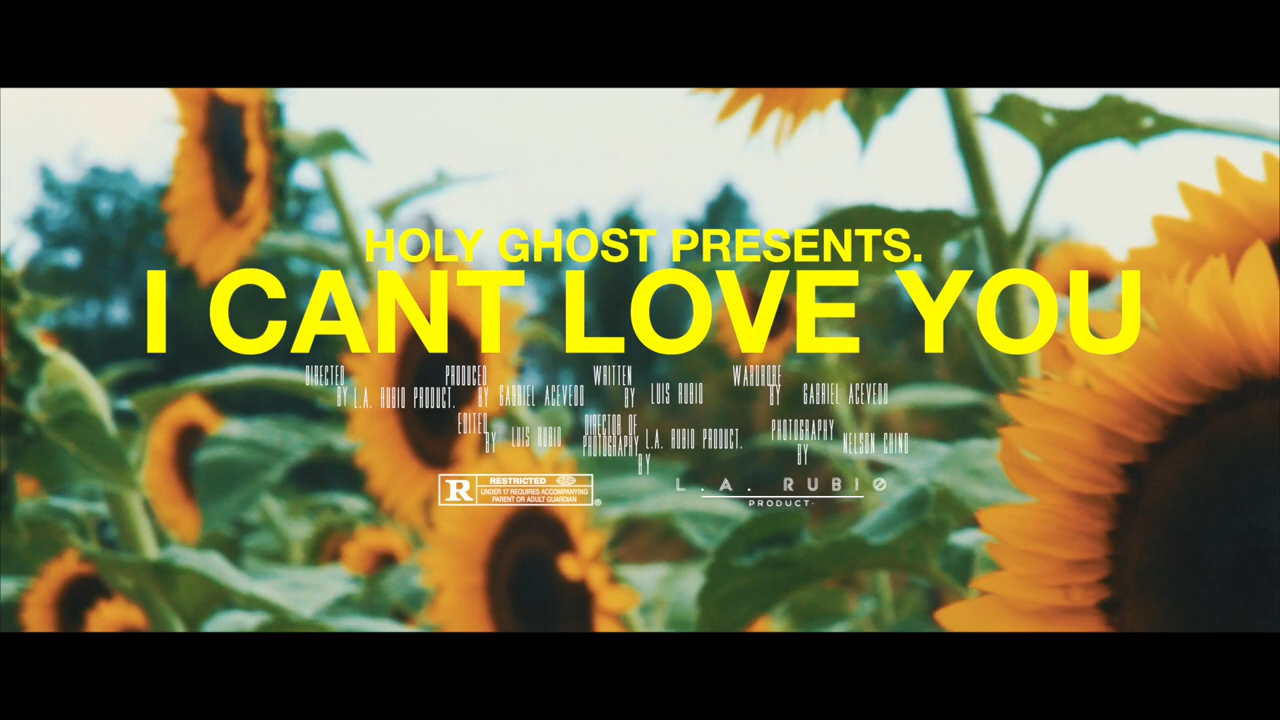 HOLY GHOST PRESENTS.
I CANT LOVE YOU
DIRECTED BY L.A. RUBIO PRODUCT. PRODUCED BY GABRIEL ACEVEDO WRITTEN BY LUIS RUBIO WARDROBE BY GABRIEL ACEVEDO
EDITED BY LUIS RUBIO DIRECTOR OF PHOTOGRAPHY BY L.A. RUBIO PRODUCT. PHOTOGRAPHY BY NELSON CHINO
R RESTRICTED
UNDER 17 REQUIRES ACCOMPANYING
PARENT OR ADULT GUARDIAN
®
L.A. RUBIO
PRODUCT.